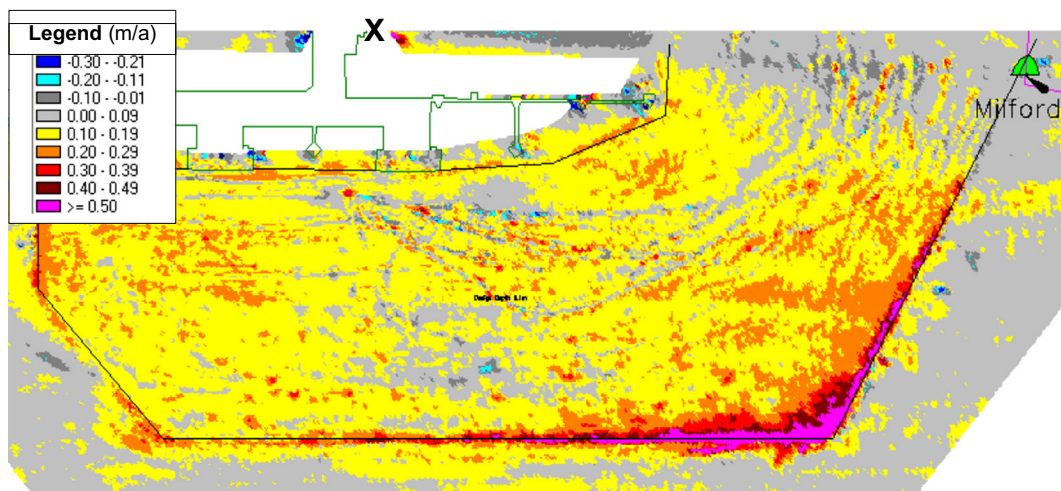 X
Legend (m/a)
-0.30 - -0.21
-0.20 - -0.11
-0.10 - -0.01
0.00 - 0.09
0.10 - 0.19
0.20 - 0.29
0.30 - 0.39
0.40 - 0.49
>= 0.50
Milford